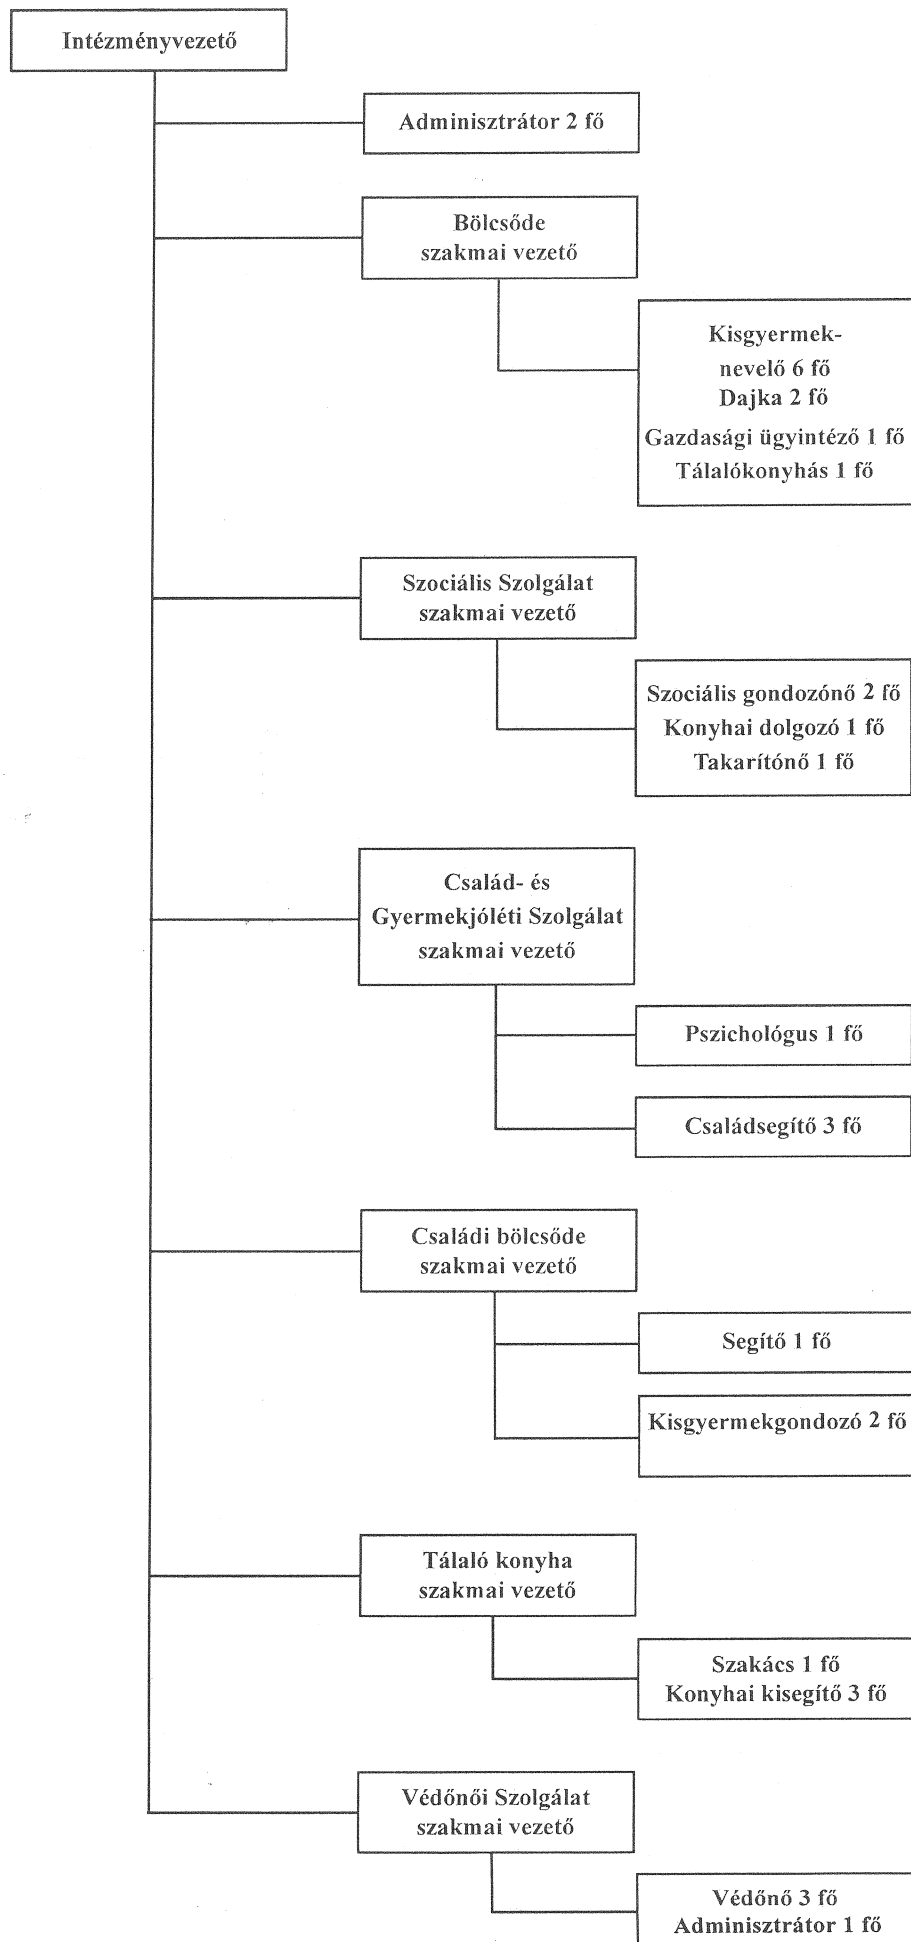 Intézményvezető
Adminisztrátor 2 fő
Bölcsőde
szakmai vezető
Kisgyermek-
nevelő 6 fő
Dajka 2 fő
Gazdasági ügyintéző 1 fő
Tálalókonyhás 1 fő
Szociális Szolgálat
szakmai vezető
Szociális gondozónő 2 fő
Konyhai dolgozó 1 fő
Takarítónő 1 fő
Család- és
Gyermekjóléti Szolgálat
szakmai vezető
Pszichológus 1 fő
Családsegítő 3 fő
Családi bölcsőde
szakmai vezető
Segítő 1 fő
Kisgyermekgondozó 2 fő
Tálaló konyha
szakmai vezető
Szakács 1 fő
Konyhai kisegítő 3 fő
Védőnői Szolgálat
szakmai vezető
Védőnő 3 fő
Adminisztrátor 1 fő